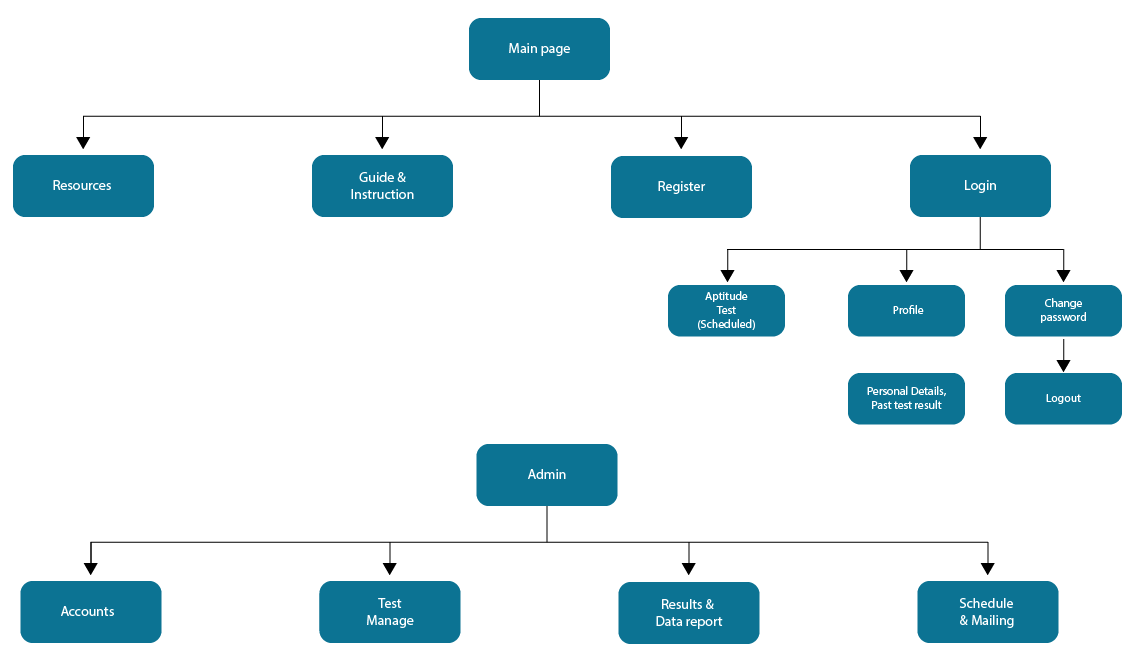 Main page
Resources
Guide &
Instruction
Register
Login
Aptitude
Test
(Scheduled)
Profile
Change
password
Personal Details,
Past test result
Logout
Admin
Accounts
Test
Manage
Results &
Data report
Schedule
& Mailing